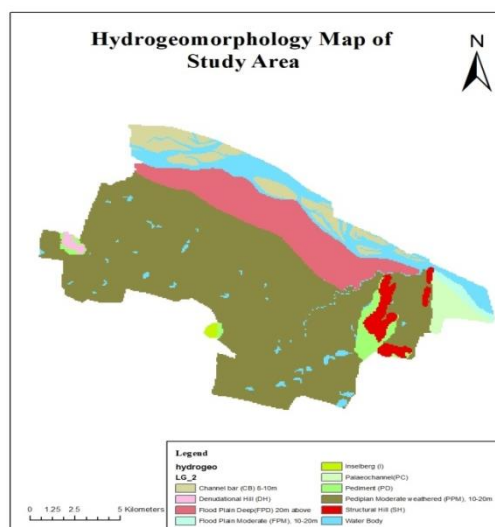 Hydrogeomorphology Map of
Study Area
N
0 1.25 2.5 5 Kilometers
Legend
hydrogeo
LG_2
Channel bar (CB) 8-10m
Denudational Hill (DH)
Flood Plain Deep(FPD) 20m above
Flood Plain Moderate (FPM), 10-20m
Inselberg (I)
Palaeochannel(PC)
Pediment (PD)
Pediplan Moderate weathered (PPM), 10-20m
Structural Hill (SH)
Water Body